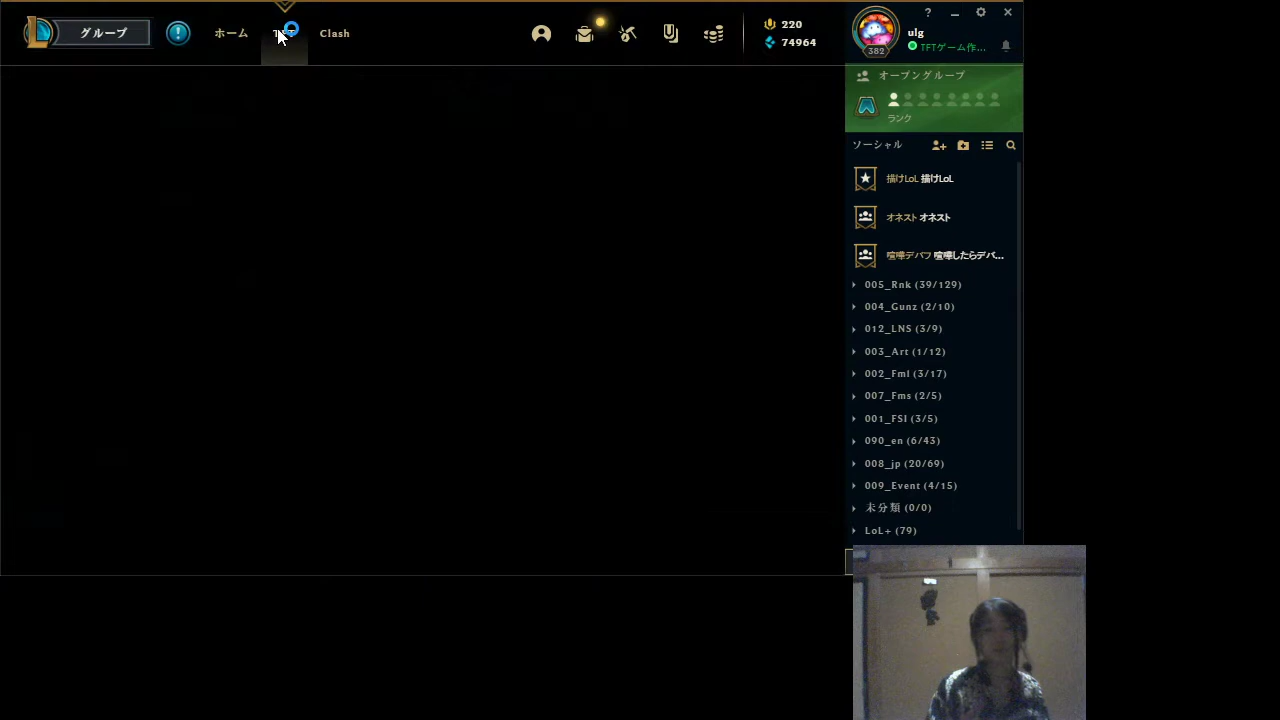 グループ
ホーム
Clash
220
74964
?
382
ulg
TFTゲーム作...
オープングループ
ランク
ソーシャル
描けLoL 描けLoL
オネスト オネスト
喧嘩デバフ 喧嘩したらデバ...
005_Rnk (39/129)
004_Gunz (2/10)
012_LNS (3/9)
003_Art (1/12)
002_Fml (3/17)
007_Fms (2/5)
001_FSI (3/5)
090_en (6/43)
008_jp (20/69)
009_Event (4/15)
未分類 (0/0)
LoL+ (79)